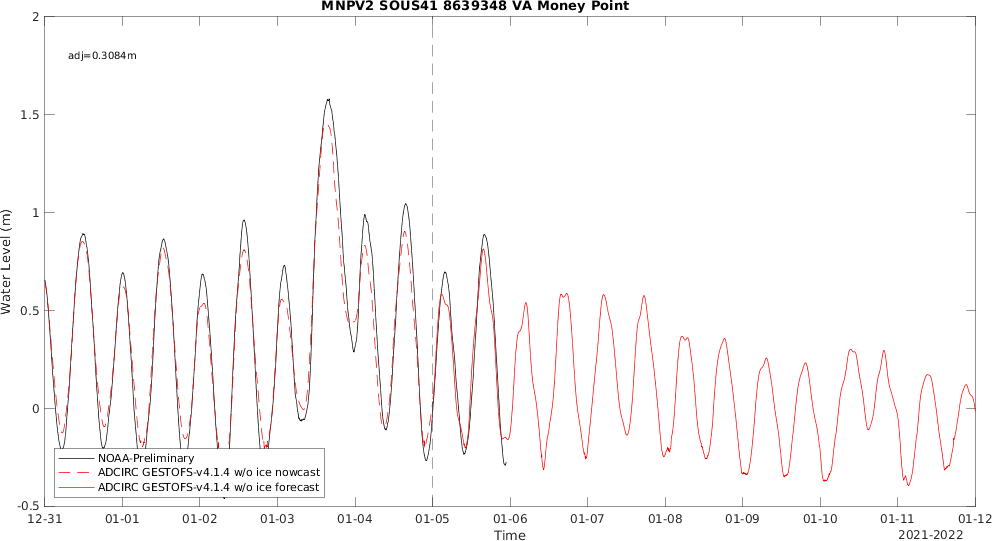 MNPV2 SOUS41 8639348 VA Money Point
2
adj=0.3084m
1.5
1
Water Level (m)
0.5
0
NOAA-Preliminary
ADCIRC GESTOFS-v4.1.4 w/o ice nowcast
ADCIRC GESTOFS-v4.1.4 w/o ice forecast
-0.5
12-31 01-01 01-02 01-03 01-04 01-05 01-06 01-07 01-08 01-09 01-10 01-11 01-12
Time
2021-2022